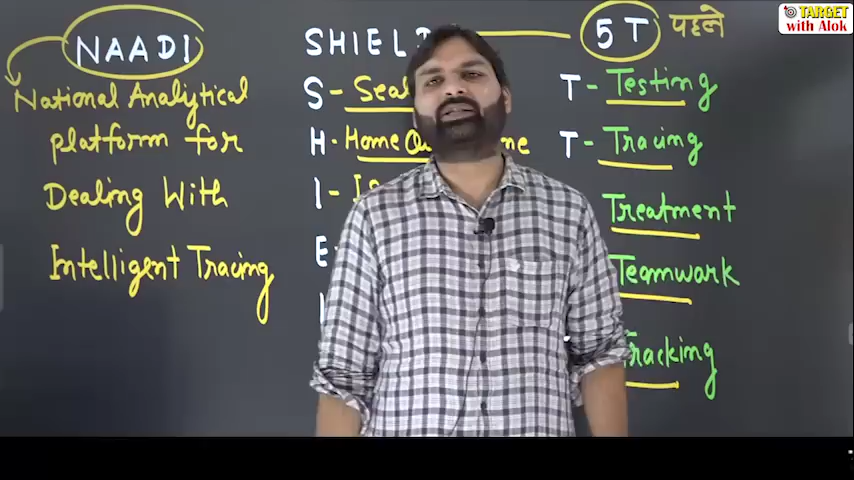 TARGET
with Alok
NAADI
National Analytical
platform for
Dealing With
Intelligent Tracing
SHIEL
S - Seal
H - Home
I -
E
5T पहले
T - Testing
T - Tracing
Treatment
Teamwork
Tracking